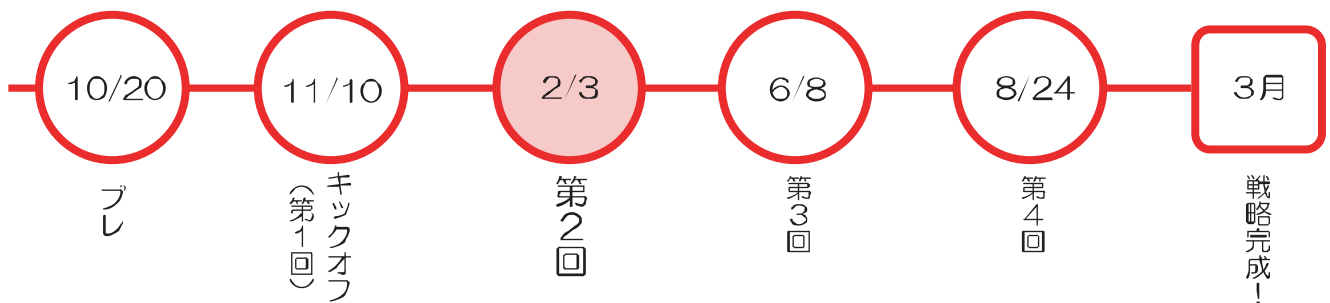 10/20
プレ
11/10
キックオフ
(第1回)
2/3
第2回
6/8
第3回
8/24
第4回
3月
戦略完成!